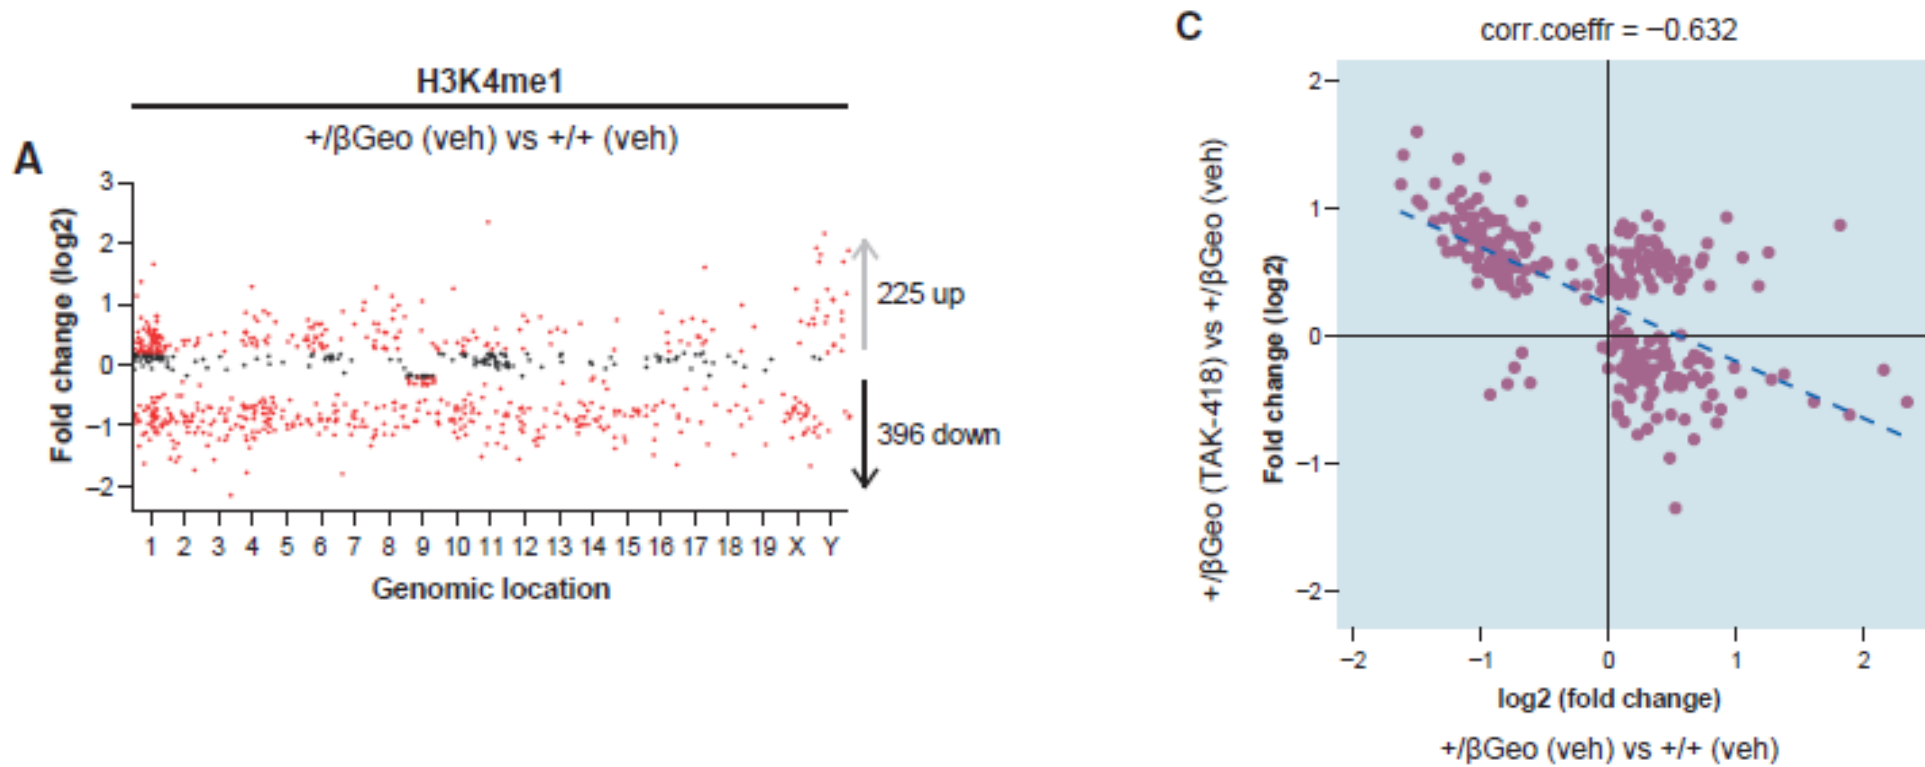 A
H3K4me1
+/βGeo (veh) vs +/+ (veh)
Fold change (log2)
3
2
1
0
−1
−2
225 up
396 down
1 2 3 4 5 6 7 8 9 10 11 12 13 14 15 16 17 18 19 X Y
Genomic location
C
corr.coeffr = −0.632
+/βGeo (TAK-418) vs +/βGeo (veh)
Fold change (log2)
2
1
0
−1
−2
−2 −1 0 1 2
log2 (fold change)
+/βGeo (veh) vs +/+ (veh)